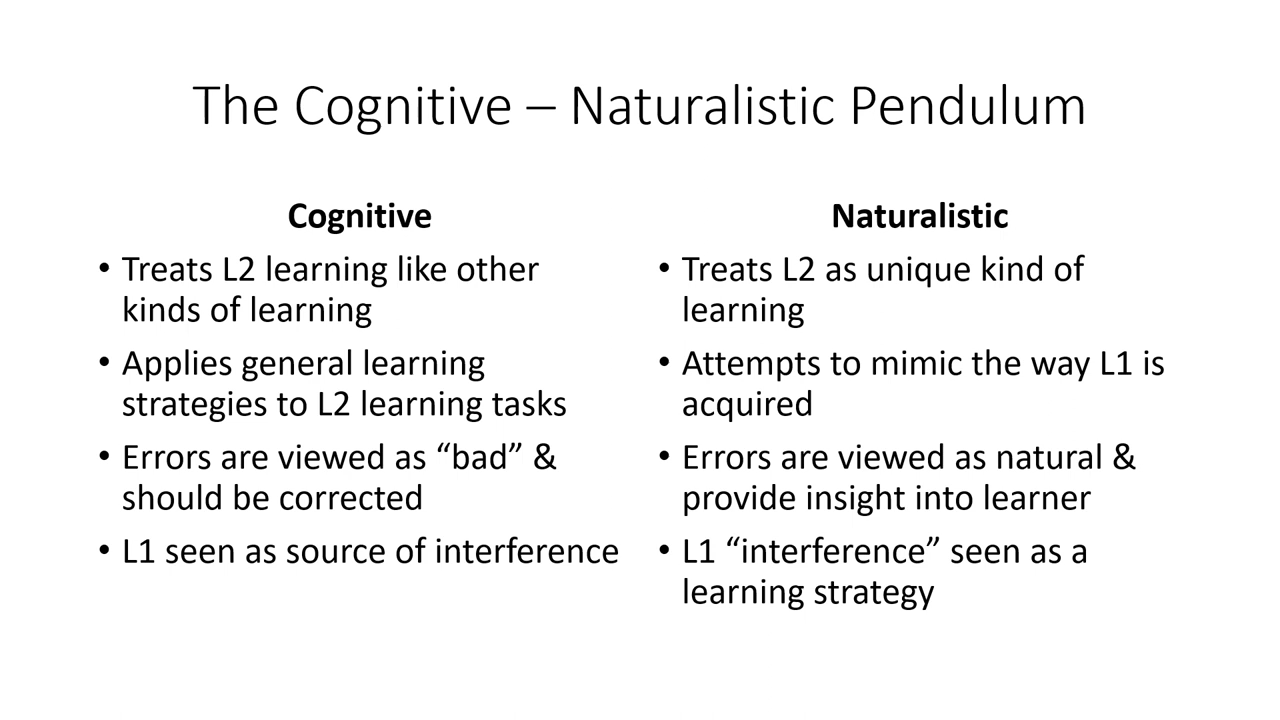 The Cognitive – Naturalistic Pendulum
Cognitive
• Treats L2 learning like other
kinds of learning
• Applies general learning
strategies to L2 learning tasks
• Errors are viewed as “bad” &
should be corrected
• L1 seen as source of interference
Naturalistic
• Treats L2 as unique kind of
learning
• Attempts to mimic the way L1 is
acquired
• Errors are viewed as natural &
provide insight into learner
• L1 “interference” seen as a
learning strategy